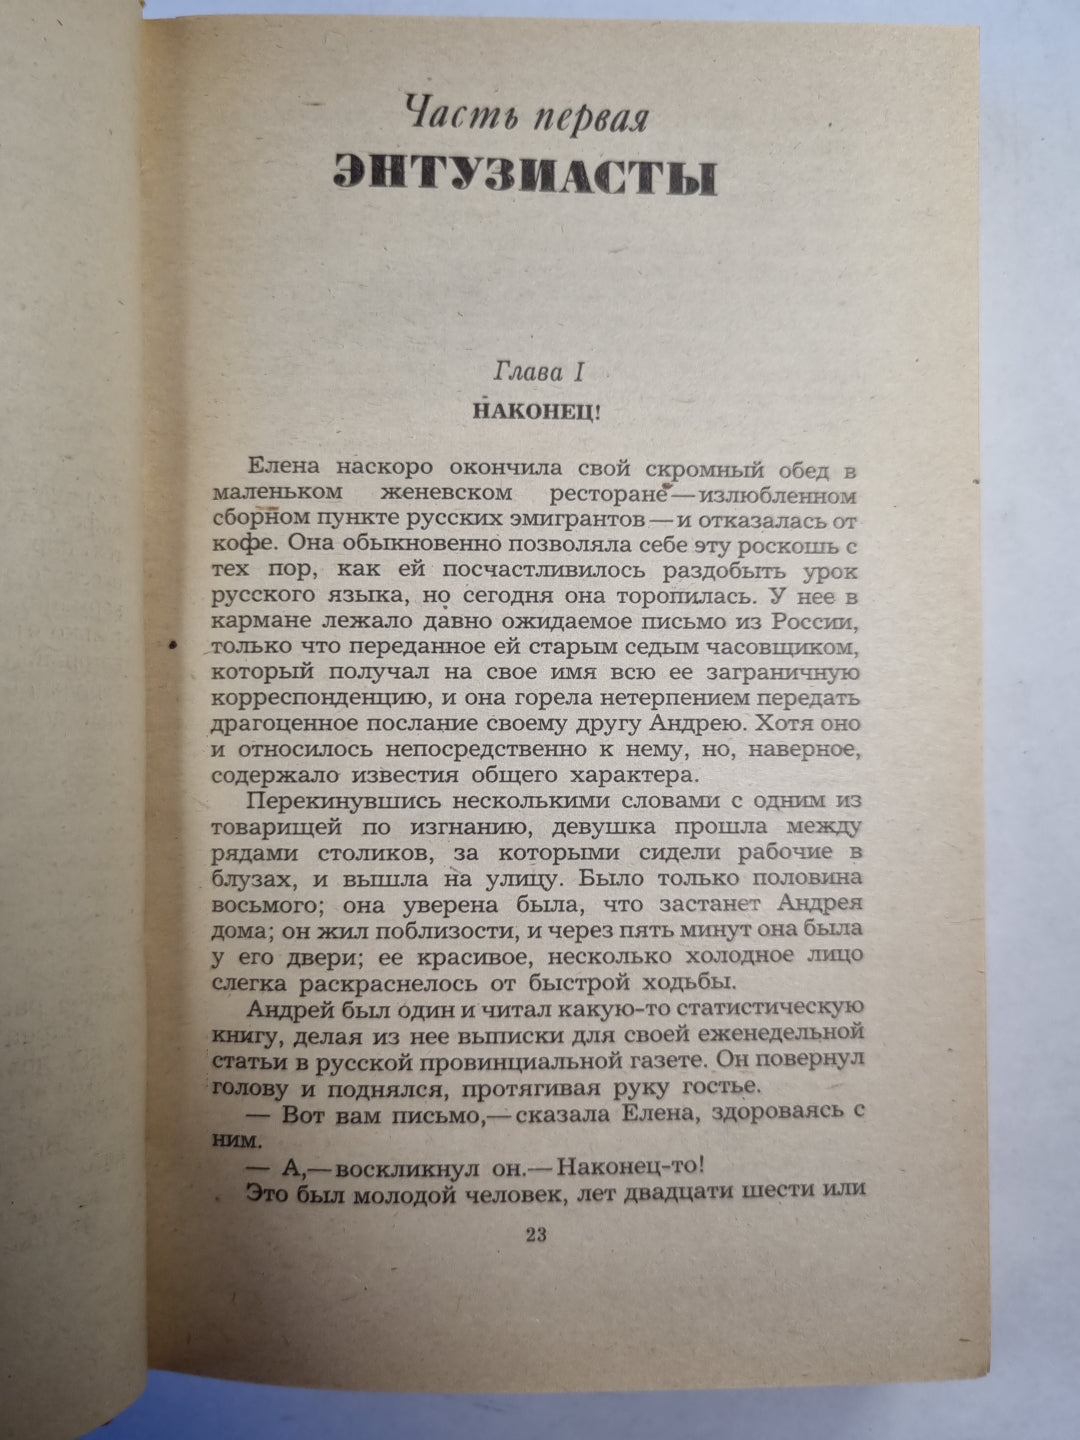 Часть первая
ЭНТУЗИАСТЫ
Глава I
НАКОНЕЦ!
Елена наскоро окончила свой скромный обед в
маленьком женевском ресторане—излюбленном
сборном пункте русских эмигрантов—и отказалась от
кофе. Она обыкновенно позволяла себе эту роскошь с
тех пор, как ей посчастливилось раздобыть урок
русского языка, но сегодня она торопилась. У нее в
кармане лежало давно ожидаемое письмо из России,
только что переданное ей старым седым часовщиком,
который получал на свое имя всю ее заграничную
корреспонденцию, и она горела нетерпением передать
драгоценное послание своему другу Андрею. Хотя оно
и относилось непосредственно к нему, но, наверное,
содержало известия общего характера.
Перекинувшись несколькими словами с одним из
товарищей по изгнанию, девушка прошла между
рядами столиков, за которыми сидели рабочие в
блузах, и вышла на улицу. Было только половина
восьмого; она уверена была, что застанет Андрея
дома; он жил поблизости, и через пять минут она была
у его двери; ее красивое, несколько холодное лицо
слегка раскраснелось от быстрой ходьбы.
Андрей был один и читал какую-то статистическую
книгу, делая из нее выписки для своей еженедельной
статьи в русской провинциальной газете. Он повернул
голову и поднялся, протягивая руку гостье.
— Вот вам письмо,—сказала Елена, здороваясь с
ним.
— А,—воскликнул он.—Наконец-то!
Это был молодой человек, лет двадцати шести или
23